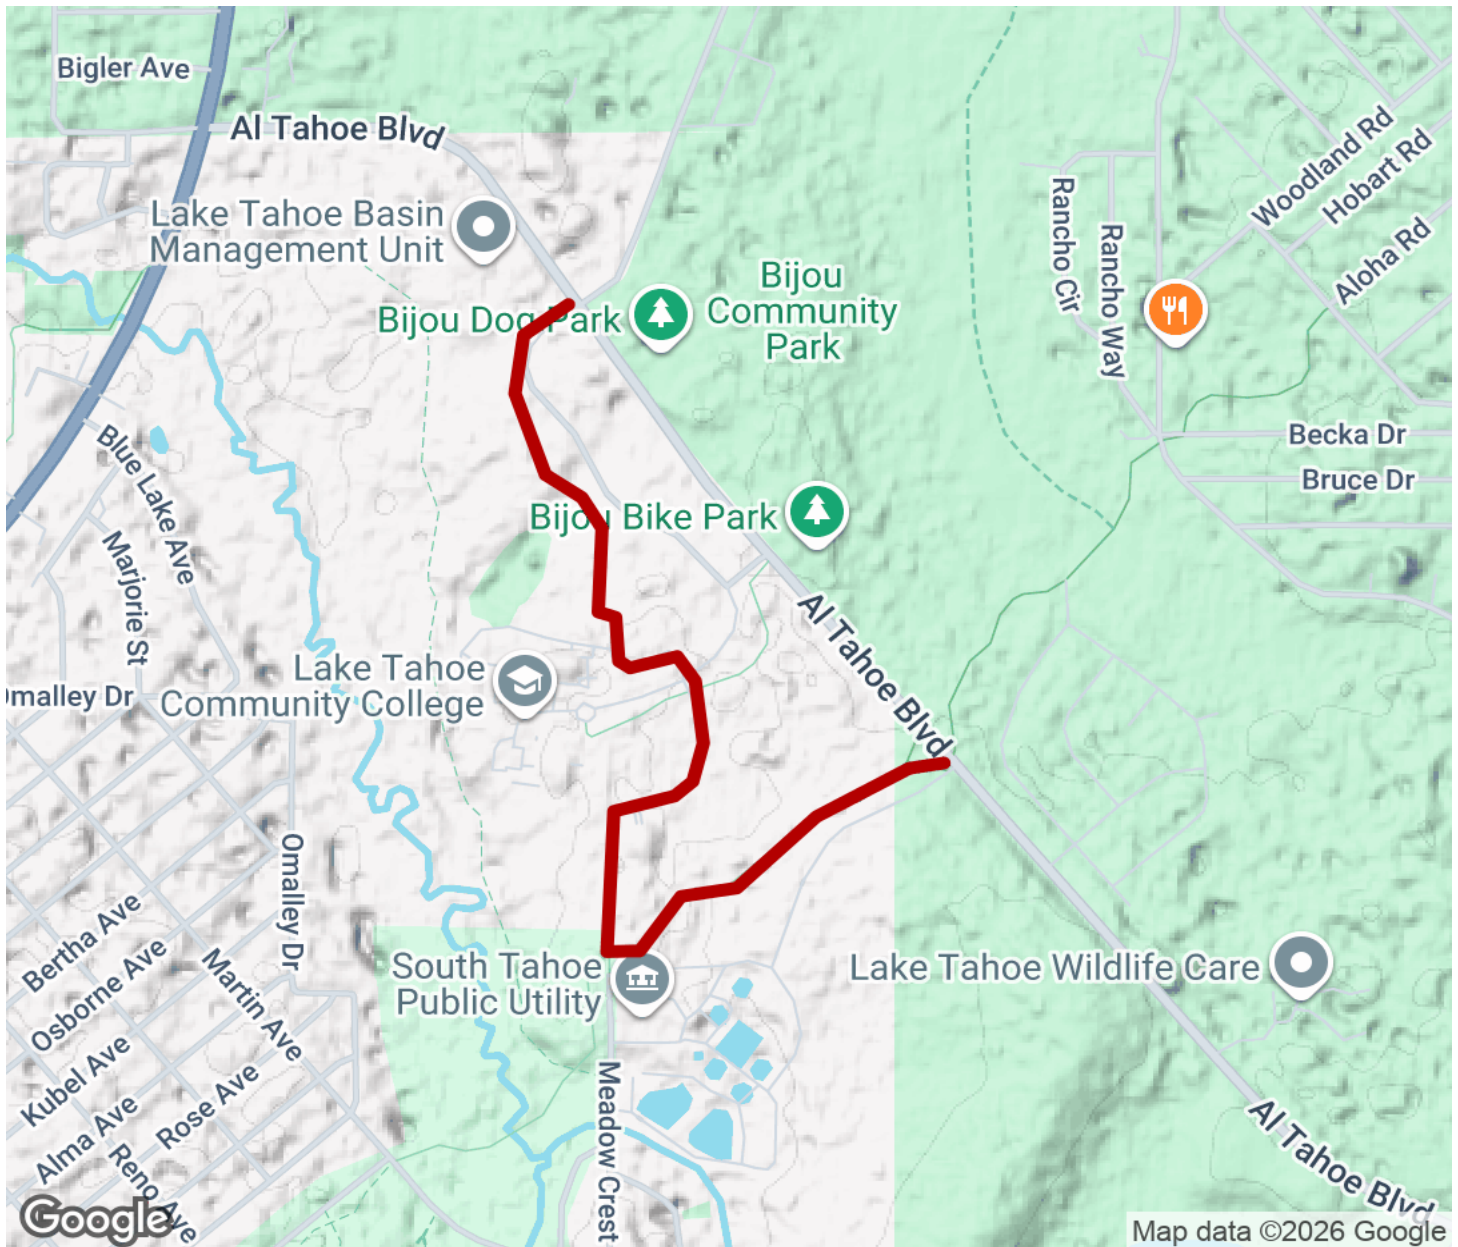 Bigler Ave
Al Tahoe Blvd
Lake Tahoe Basin
Management Unit
Bijou Dog Park
Bijou
Community
Park
Rancho Cir
Rancho Way
Woodland Rd
Hobart Rd
Aloha Rd
Becka Dr
Bruce Dr
Blue Lake Ave
Marjorie St
Bijou Bike Park
Al Tahoe Blvd
Lake Tahoe
Community College
Omalley Dr
Omalley Dr
Bertha Ave
Osborne Ave
Martin Ave
Kubel Ave
Rose Ave
Alma Ave
Reno Ave
South Tahoe
Public Utility
Lake Tahoe Wildlife Care
Meadow Crest
Al Tahoe Blvd
Google
Map data ©2026 Google